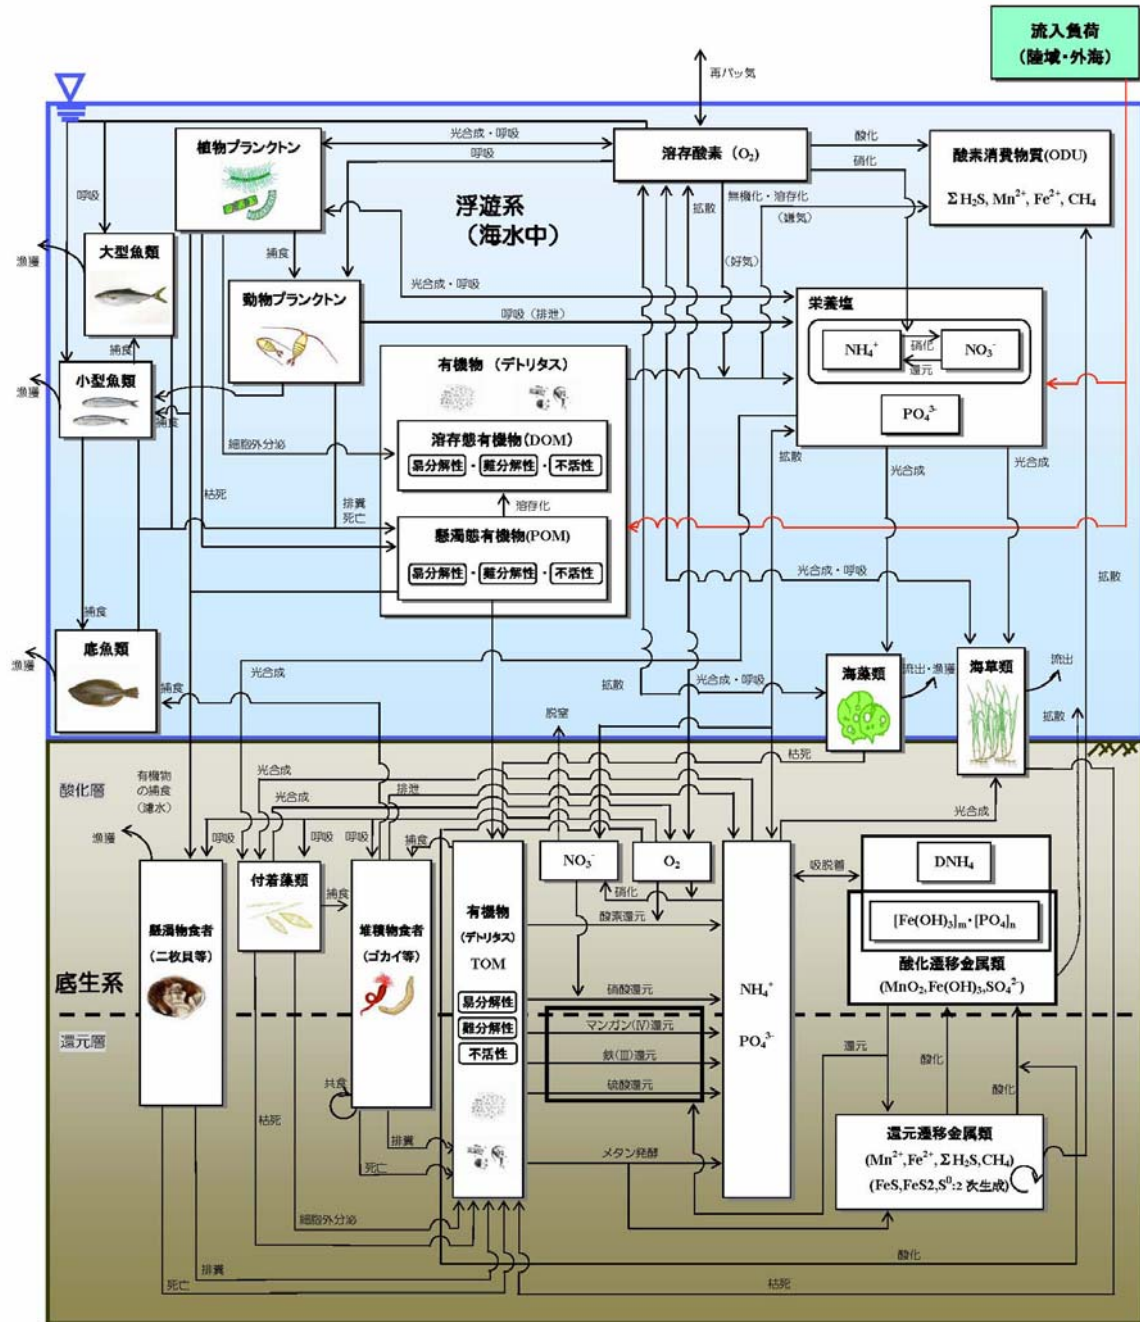 流入負荷
(陸域・外海)
再バッ気
植物プランクトン
光合成・呼吸
呼吸
溶存酸素(O₂)
酸化
硝化
酸素消費物質(ODU)
ΣH₂S, Mn²⁺, Fe²⁺, CH₄
呼吸
浮遊系
(海水中)
拡散
無機化・溶存化
(嫌気)
(好気)
漁獲
大型魚類
捕食
動物プランクトン
光合成・呼吸
呼吸(排泄)
栄養塩
NH₄⁺
硝化
還元
NO₃⁻
PO₄³⁻
捕食
漁獲
小型魚類
捕食
有機物 (デトリタス)
細胞外分泌
溶存態有機物(DOM)
易分解性・難分解性・不活性
溶存化
枯死
排糞
死亡
懸濁態有機物(POM)
易分解性・難分解性・不活性
拡散
光合成
光合成
光合成・呼吸
拡散
捕食
漁獲
底魚類
捕食
光合成
拡散
光合成・呼吸
海藻類
流出・漁獲
海草類
流出
拡散
脱窒
枯死
酸化層
有機物
の捕食
(濾水)
光合成
光合成
排泄
光合成
漁獲
呼吸
呼吸
呼吸
捕食
NO₃⁻
O₂
硝化
吸脱着
DNH₄
[Fe(OH)₃]m・[PO₄]n
酸化遷移金属類
(MnO₂,Fe(OH)₃,SO₄²⁻)
懸濁物食者
(二枚貝等)
付着藻類
捕食
堆積物食者
(ゴカイ等)
有機物
(デトリタス)
TOM
易分解性
難分解性
不活性
酸素還元
硝酸還元
マンガン(Ⅳ)還元
鉄(Ⅲ)還元
硫酸還元
NH₄⁺
PO₄³⁻
底生系
還元層
還元
酸化
酸化
共食
枯死
排糞
死亡
メタン発酵
還元遷移金属類
(Mn²⁺,Fe²⁺,ΣH₂S,CH₄)
(FeS,FeS2,S⁰:2 次生成)
細胞外分泌
排糞
死亡
酸化
枯死